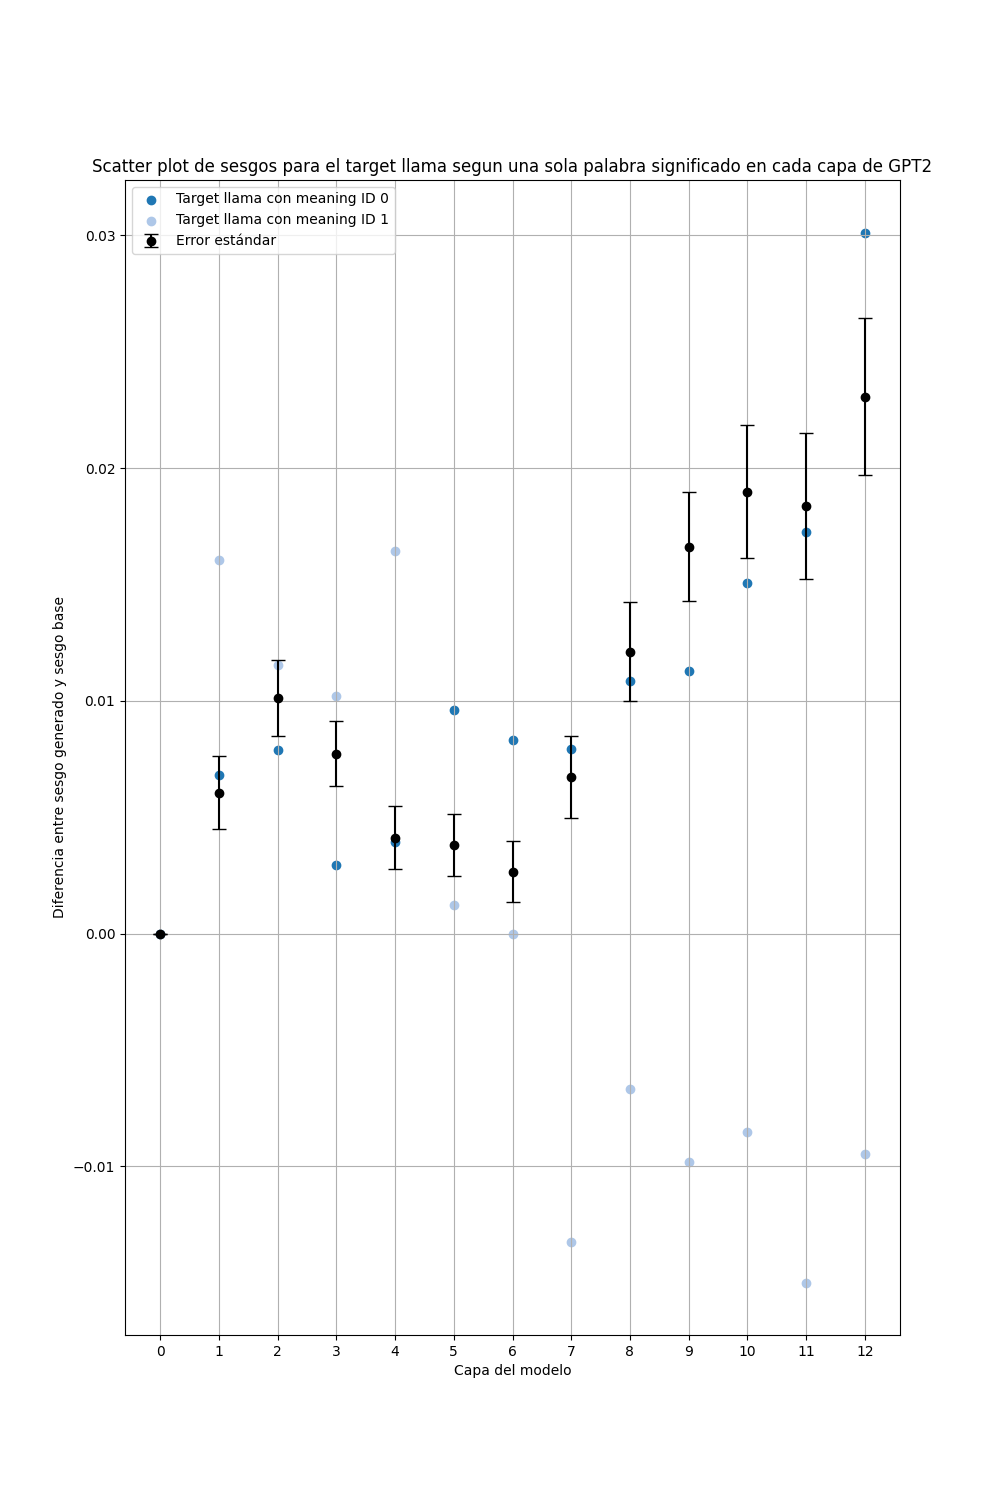 Scatter plot de sesgos para el target llama segun una sola palabra significado en cada capa de GPT2
Target llama con meaning ID 0
Target llama con meaning ID 1
Error estándar
0.03
0.02
0.01
0.00
−0.01
Diferencia entre sesgo generado y sesgo base
0 1 2 3 4 5 6 7 8 9 10 11 12
Capa del modelo